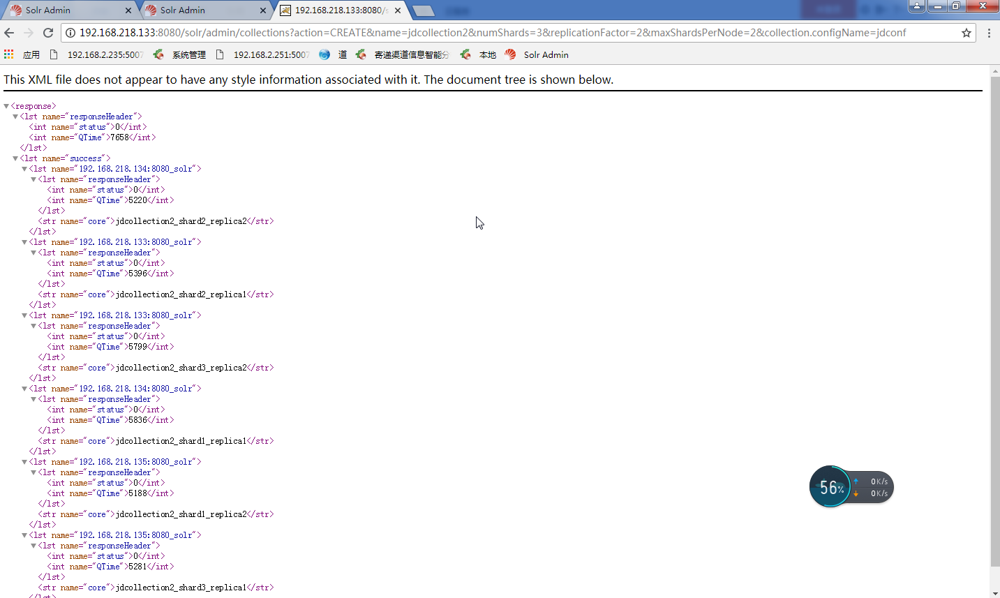 Solr Admin
Solr Admin
192.168.218.133:8080/s
192.168.218.133:8080/solr/admin/collections?action=CREATE&name=jdcollection2&numShards=3&replicationFactor=2&maxShardsPerNode=2&collection.configName=jdconf
应用 192.168.2.235:5007 系统管理 192.168.2.251:5007 道 寄递渠道信息智能分 本地 Solr Admin
This XML file does not appear to have any style information associated with it. The document tree is shown below.
<response>
<lst name="responseHeader">
<int name="status">0</int>
<int name="QTime">7658</int>
</lst>
<lst name="success">
<lst name="192.168.218.134:8080_solr">
<lst name="responseHeader">
<int name="status">0</int>
<int name="QTime">5220</int>
</lst>
<str name="core">jdcollection2_shard2_replica2</str>
</lst>
<lst name="192.168.218.133:8080_solr">
<lst name="responseHeader">
<int name="status">0</int>
<int name="QTime">5396</int>
</lst>
<str name="core">jdcollection2_shard2_replica1</str>
</lst>
<lst name="192.168.218.133:8080_solr">
<lst name="responseHeader">
<int name="status">0</int>
<int name="QTime">5799</int>
</lst>
<str name="core">jdcollection2_shard3_replica2</str>
</lst>
<lst name="192.168.218.134:8080_solr">
<lst name="responseHeader">
<int name="status">0</int>
<int name="QTime">5836</int>
</lst>
<str name="core">jdcollection2_shard1_replica1</str>
</lst>
<lst name="192.168.218.135:8080_solr">
<lst name="responseHeader">
<int name="status">0</int>
<int name="QTime">5188</int>
</lst>
<str name="core">jdcollection2_shard1_replica2</str>
</lst>
<lst name="192.168.218.135:8080_solr">
<lst name="responseHeader">
<int name="status">0</int>
<int name="QTime">5281</int>
</lst>
<str name="core">jdcollection2_shard3_replica1</str>
</lst>
56%
0K/s
0K/s